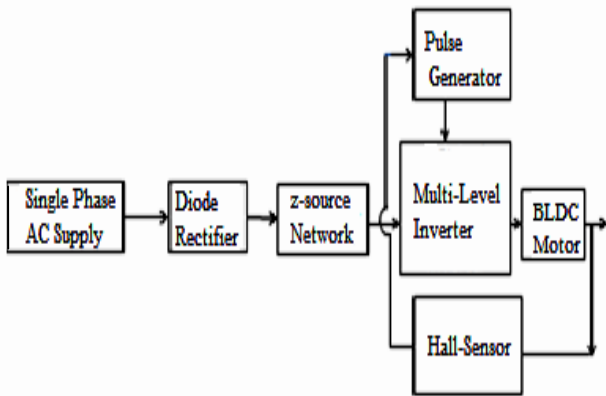 Pulse
Generator
Single Phase
AC Supply
Diode
Rectifier
z-source
Network
Multi-Level
Inverter
BLDC
Motor
Hall-Sensor